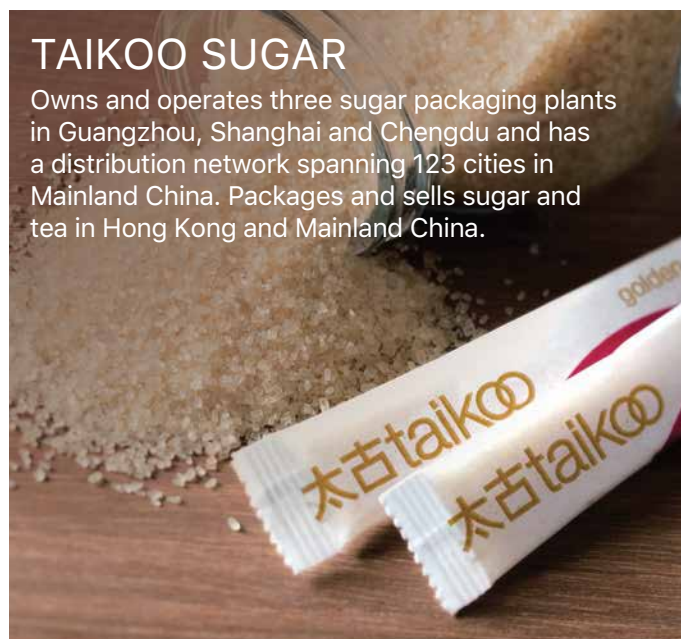 TAIKOO SUGAR
Owns and operates three sugar packaging plants
in Guangzhou, Shanghai and Chengdu and has
a distribution network spanning 123 cities in
Mainland China. Packages and sells sugar and
tea in Hong Kong and Mainland China.
golden
太古taikoo
太古taikoo